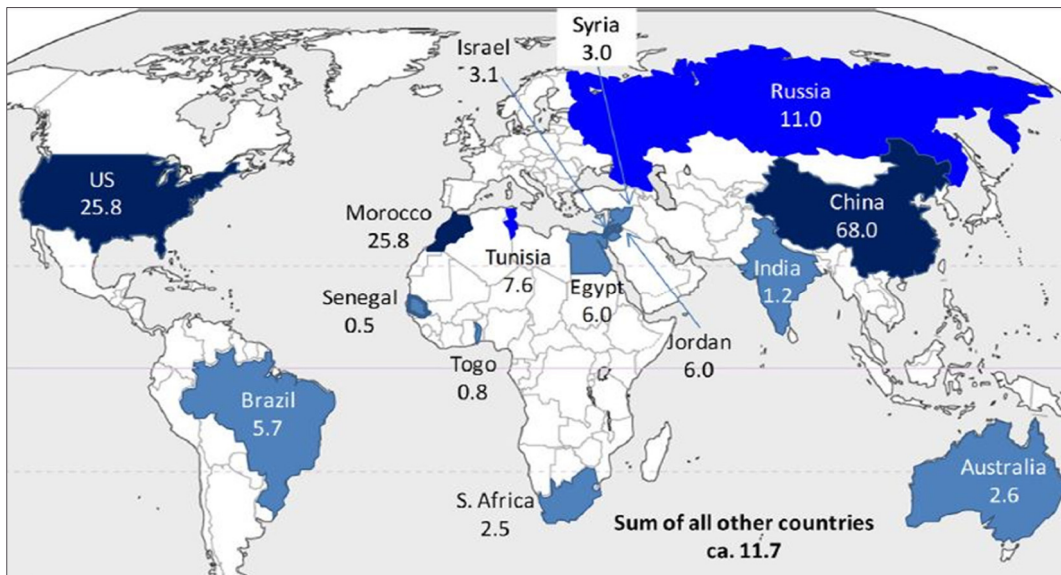 Syria
3.0
Israel
3.1
Russia
11.0
US
25.8
China
68.0
Morocco
25.8
Tunisia
7.6
Egypt
6.0
India
1.2
Senegal
0.5
Jordan
6.0
Togo
0.8
Brazil
5.7
Australia
2.6
S. Africa
2.5
Sum of all other countries
ca. 11.7